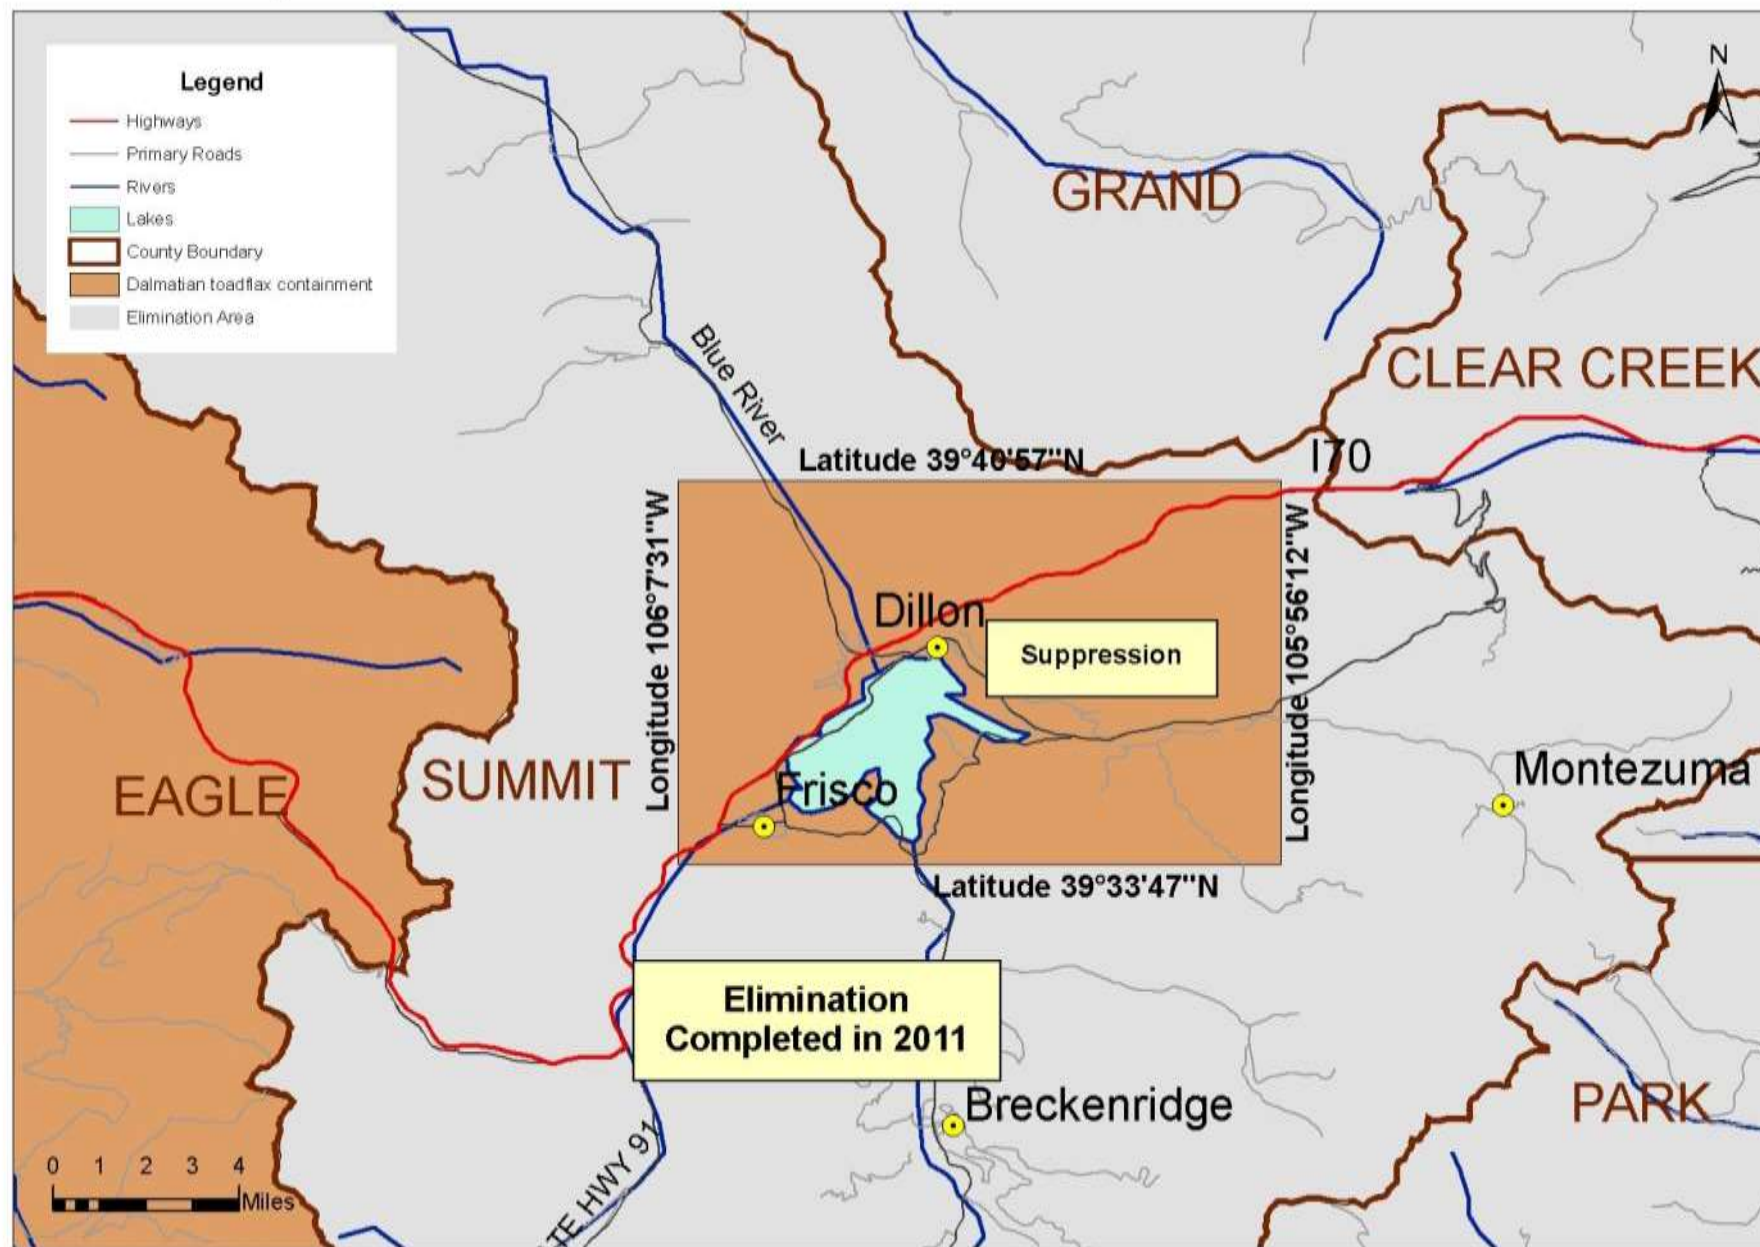 Legend
Highways
Primary Roads
Rivers
Lakes
County Boundary
Dalmatian toadflax containment
Elimination Area
N
GRAND
CLEAR CREEK
Blue River
Latitude 39°40'57"N
I70
Longitude 106°7'31"W
Longitude 105°56'12"W
Dillon
Suppression
EAGLE
SUMMIT
Frisco
Montezuma
Latitude 39°33'47"N
Elimination
Completed in 2011
Breckenridge
PARK
TE HWY 91
0 1 2 3 4
Miles